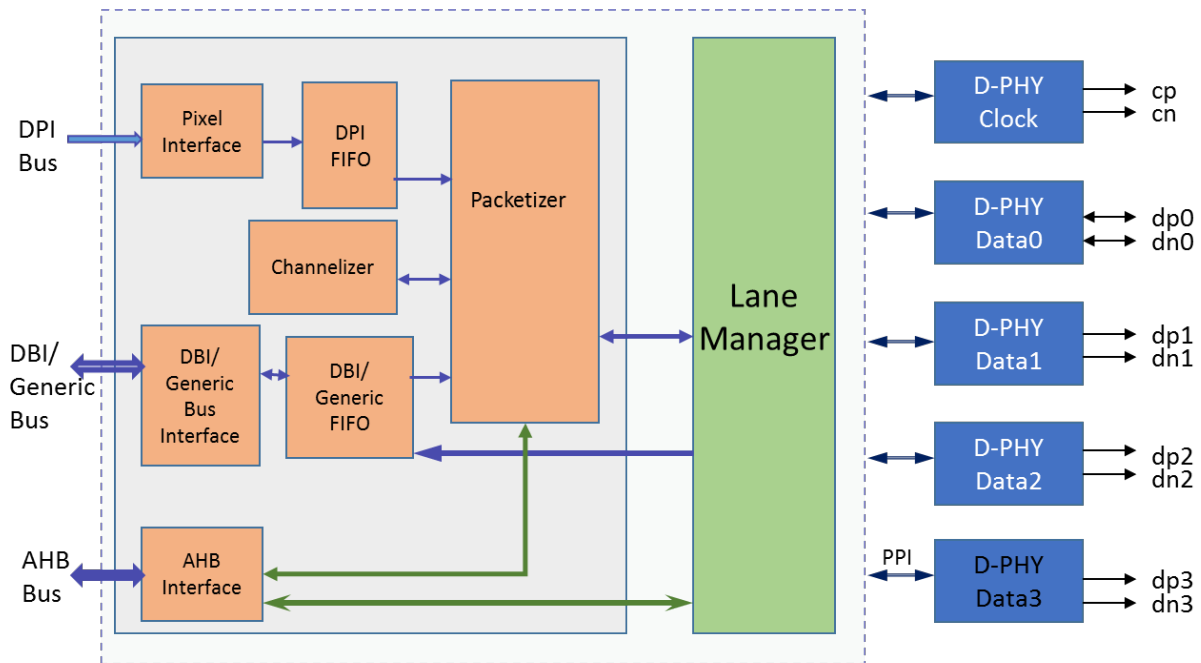 DPI
Bus
Pixel
Interface
DPI
FIFO
Packetizer
Channelizer
DBI/
Generic
Bus
DBI/
Generic
Bus
Interface
DBI/
Generic
FIFO
AHB
Bus
AHB
Interface
Lane
Manager
D-PHY
Clock
cp
cn
D-PHY
Data0
dp0
dn0
D-PHY
Data1
dp1
dn1
D-PHY
Data2
dp2
dn2
PPI
D-PHY
Data3
dp3
dn3